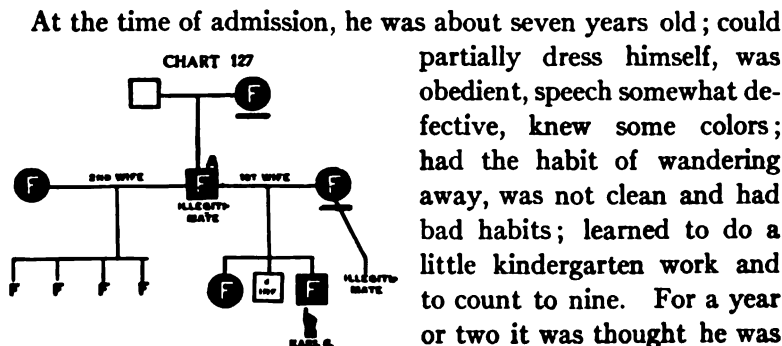 At the time of admission, he was about seven years old; could
CHART 127
partially dress himself, was
obedient, speech somewhat de-
fective, knew some colors;
had the habit of wandering
away, was not clean and had
bad habits; learned to do a
little kindergarten work and
to count to nine. For a year
or two it was thought he was
F
A
F 2ND WIFE F 1ST WIFE F
ILLEGITI-
MATE
F F F F
F d INF F ILLEGITI-
MATE
EARL G.